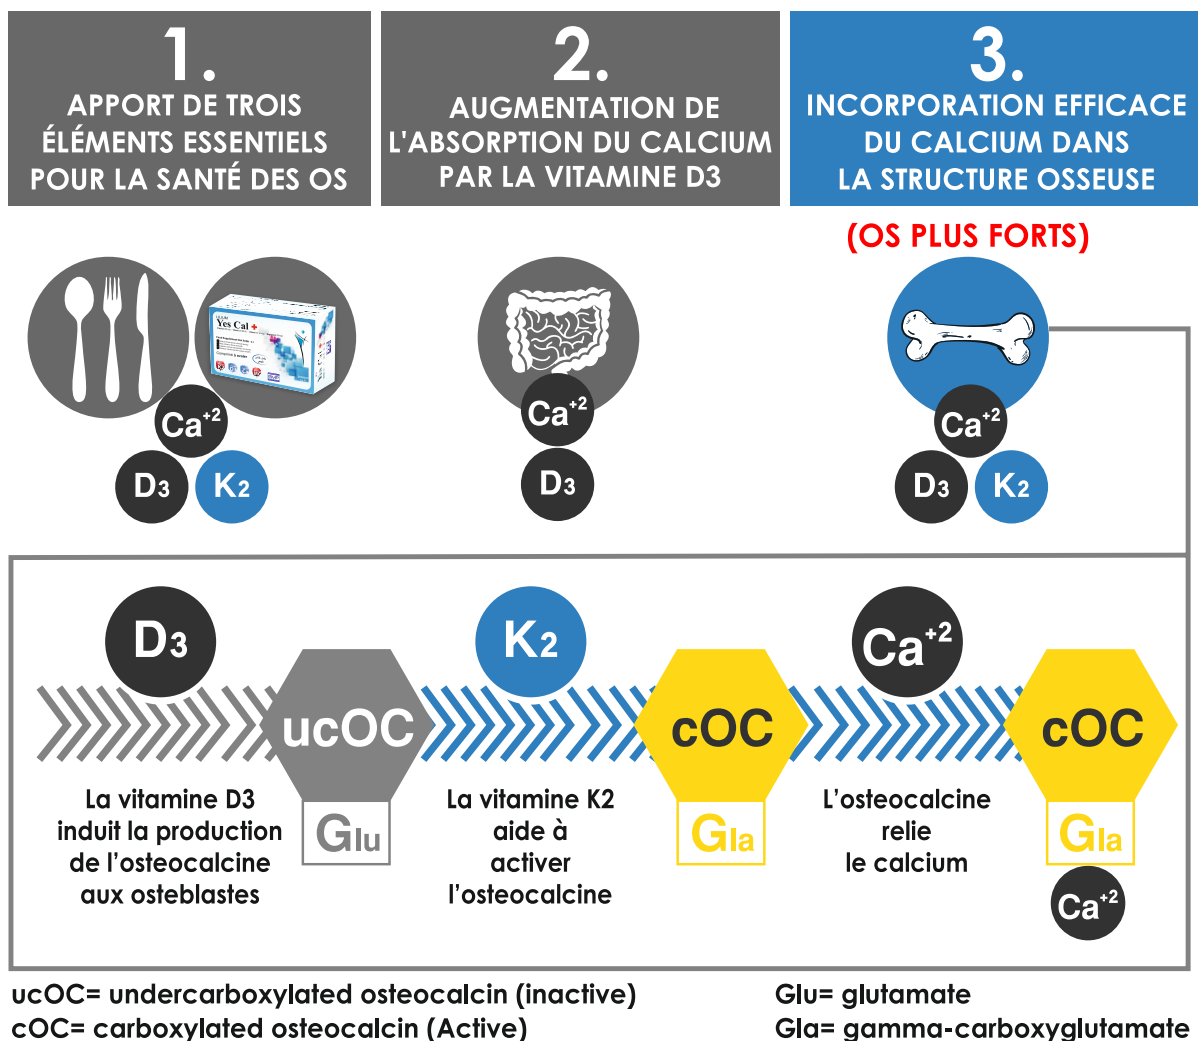 1.
APPORT DE TROIS
ÉLÉMENTS ESSENTIELS
POUR LA SANTÉ DES OS
2.
AUGMENTATION DE
L'ABSORPTION DU CALCIUM
PAR LA VITAMINE D3
3.
INCORPORATION EFFICACE
DU CALCIUM DANS
LA STRUCTURE OSSEUSE
(OS PLUS FORTS)
Yes Cal +
Ca+2
D3
K2
Ca+2
D3
Ca+2
D3
K2
D3
K2
Ca+2
ucOC
cOC
cOC
Glu
Gla
Gla
Ca+2
La vitamine D3
induit la production
de l’osteocalcine
aux osteblastes
La vitamine K2
aide à
activer
l’osteocalcine
L’osteocalcine
relie
le calcium
ucOC= undercarboxylated osteocalcin (inactive)
cOC= carboxylated osteocalcin (Active)
Glu= glutamate
Gla= gamma-carboxyglutamate